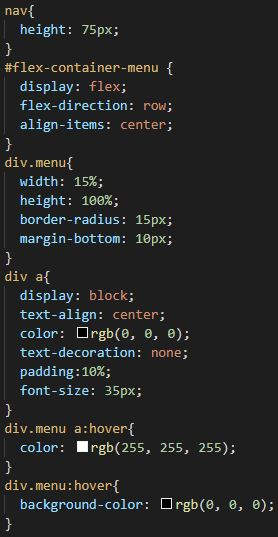 nav{
height: 75px;
}
#flex-container-menu {
display: flex;
flex-direction: row;
align-items: center;
}
div.menu{
width: 15%;
height: 100%;
border-radius: 15px;
margin-bottom: 10px;
}
div a{
display: block;
text-align: center;
color: rgb(0, 0, 0);
text-decoration: none;
padding:10%;
font-size: 35px;
}
div.menu a:hover{
color: rgb(255, 255, 255);
}
div.menu:hover{
background-color: rgb(0, 0, 0);
}